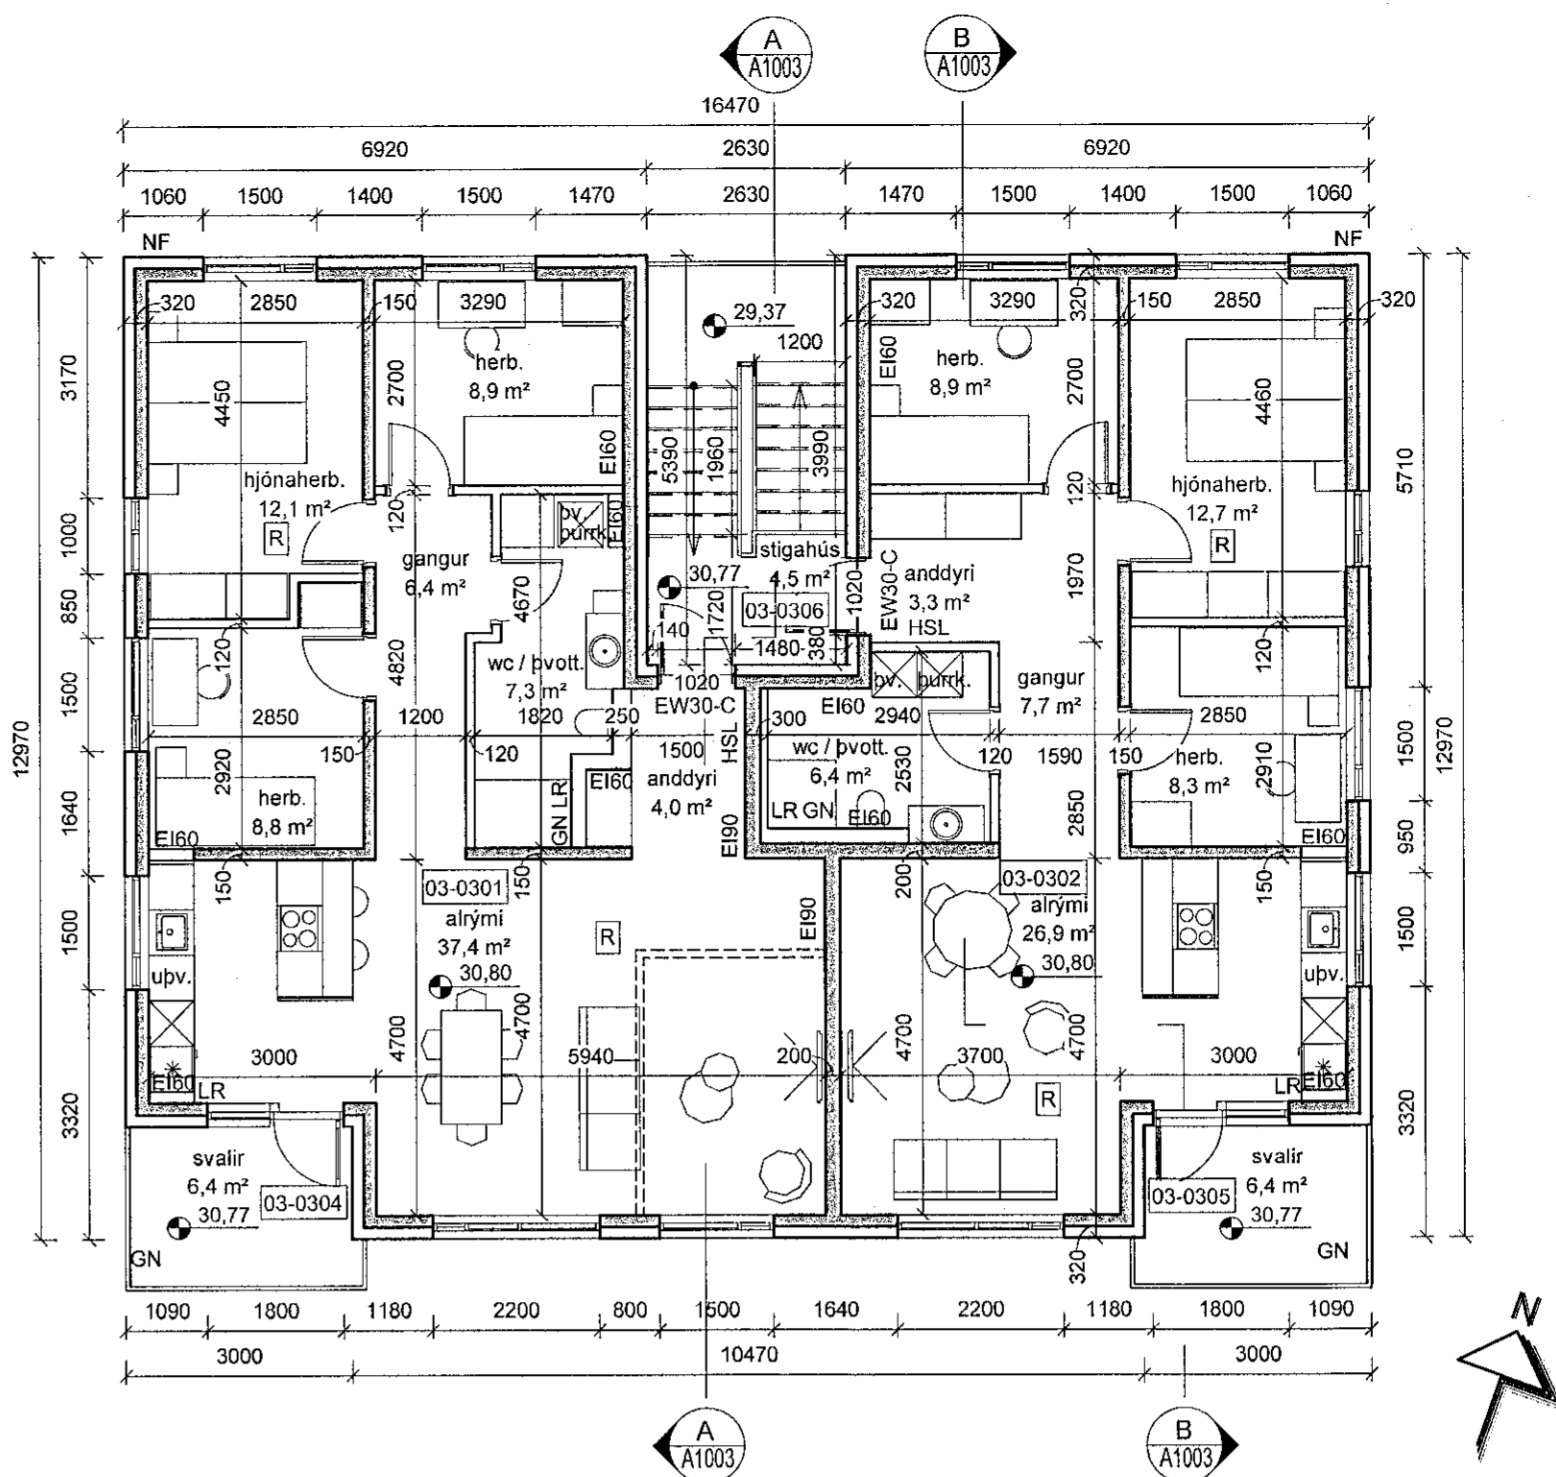 A
A1003
B
A1003
16470
6920
2630
6920
1060
1500
1400
1500
1470
2630
1470
1500
1400
1500
1060
NF
NF
320
2850
150
3290
320
3290
320
150
2850
320
29,37
1200
herb.
8,9 m²
herb.
8,9 m²
EI60
EI60
2700
2700
4450
4460
5390
1960
3990
3170
1000
850
1500
1640
1500
3320
12970
5710
1500
950
1500
3320
12970
hjónaherb.
12,1 m²
R
hjónaherb.
12,7 m²
R
120
120
þv.
þurrk.
EI60
gangur
6,4 m²
4670
stigahús
4,5 m²
30,77
03-0306
1020
EW30-C
anddyri
3,3 m²
HSL
1970
120
4820
wc / þvott.
7,3 m²
140
1720
1480
380
1020
EW30-C
HSL
þv.
þurrk.
EI60
gangur
7,7 m²
120
2850
150
1200
120
1820
250
1500
300
2940
120
1590
150
2850
2920
herb.
8,8 m²
EI60
anddyri
4,0 m²
EI60
GN LR
EI90
wc / þvott.
6,4 m²
LR GN
EI60
2530
2850
herb.
8,3 m²
2910
EI60
150
03-0301
alrými
37,4 m²
30,80
150
R
EI90
200
03-0302
alrými
26,9 m²
30,80
150
uþv.
uþv.
3000
4700
4700
5940
200
4700
3700
4700
3000
EI60
LR
R
LR
EI60
svalir
6,4 m²
30,77
03-0304
GN
svalir
6,4 m²
30,77
03-0305
GN
320
1090
1800
1180
2200
800
1500
1640
2200
1180
1800
1090
3000
10470
3000
N
A
A1003
B
A1003